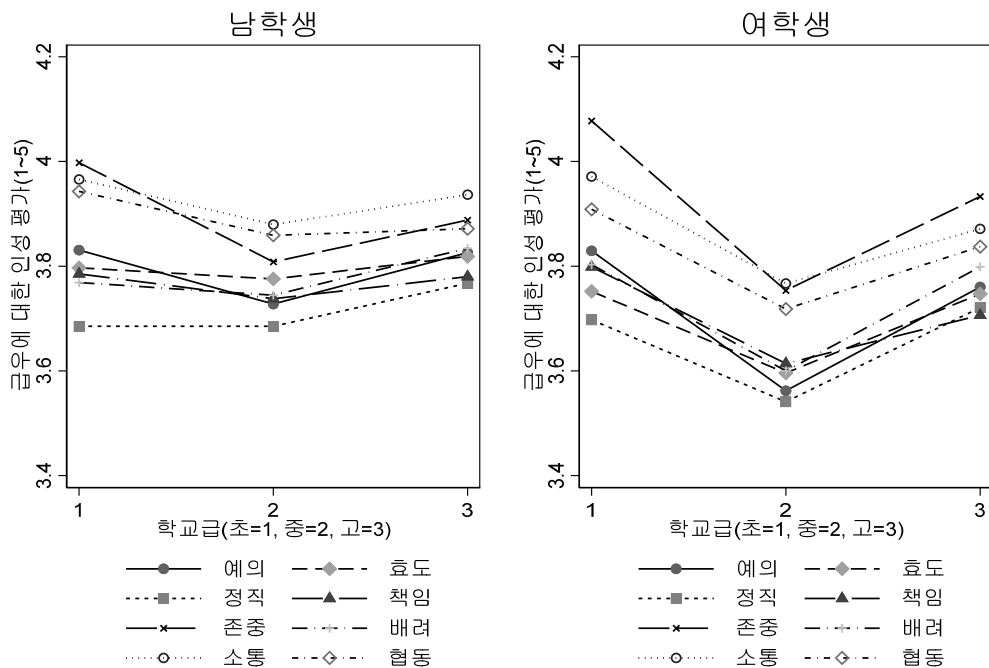 남학생
급우에 대한 인성 평가(1~5)
4.2
4
3.8
3.6
3.4
1 2 3
학교급(초=1, 중=2, 고=3)
예의 효도
정직 책임
존중 배려
소통 협동
여학생
급우에 대한 인성 평가(1~5)
4.2
4
3.8
3.6
3.4
1 2 3
학교급(초=1, 중=2, 고=3)
예의 효도
정직 책임
존중 배려
소통 협동